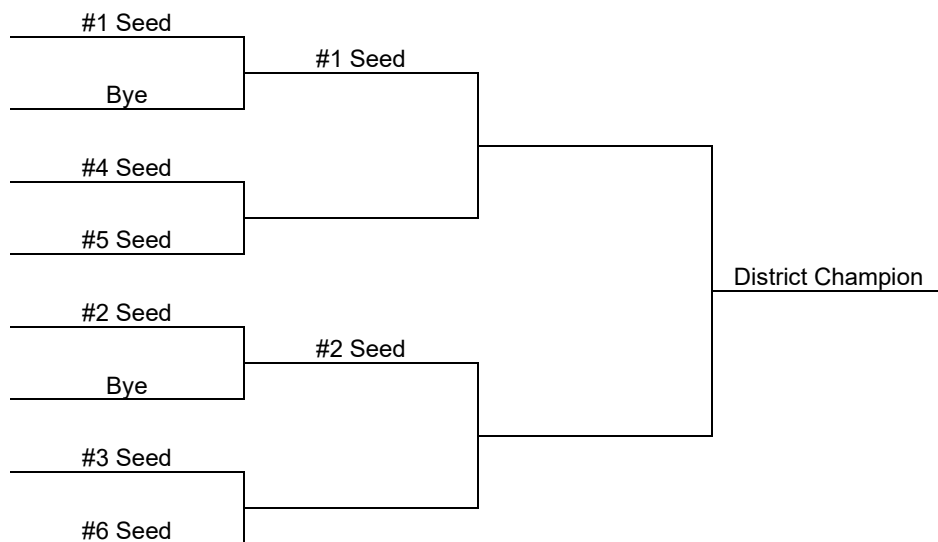 #1 Seed
#1 Seed
Bye
#4 Seed
#5 Seed
District Champion
#2 Seed
#2 Seed
Bye
#3 Seed
#6 Seed